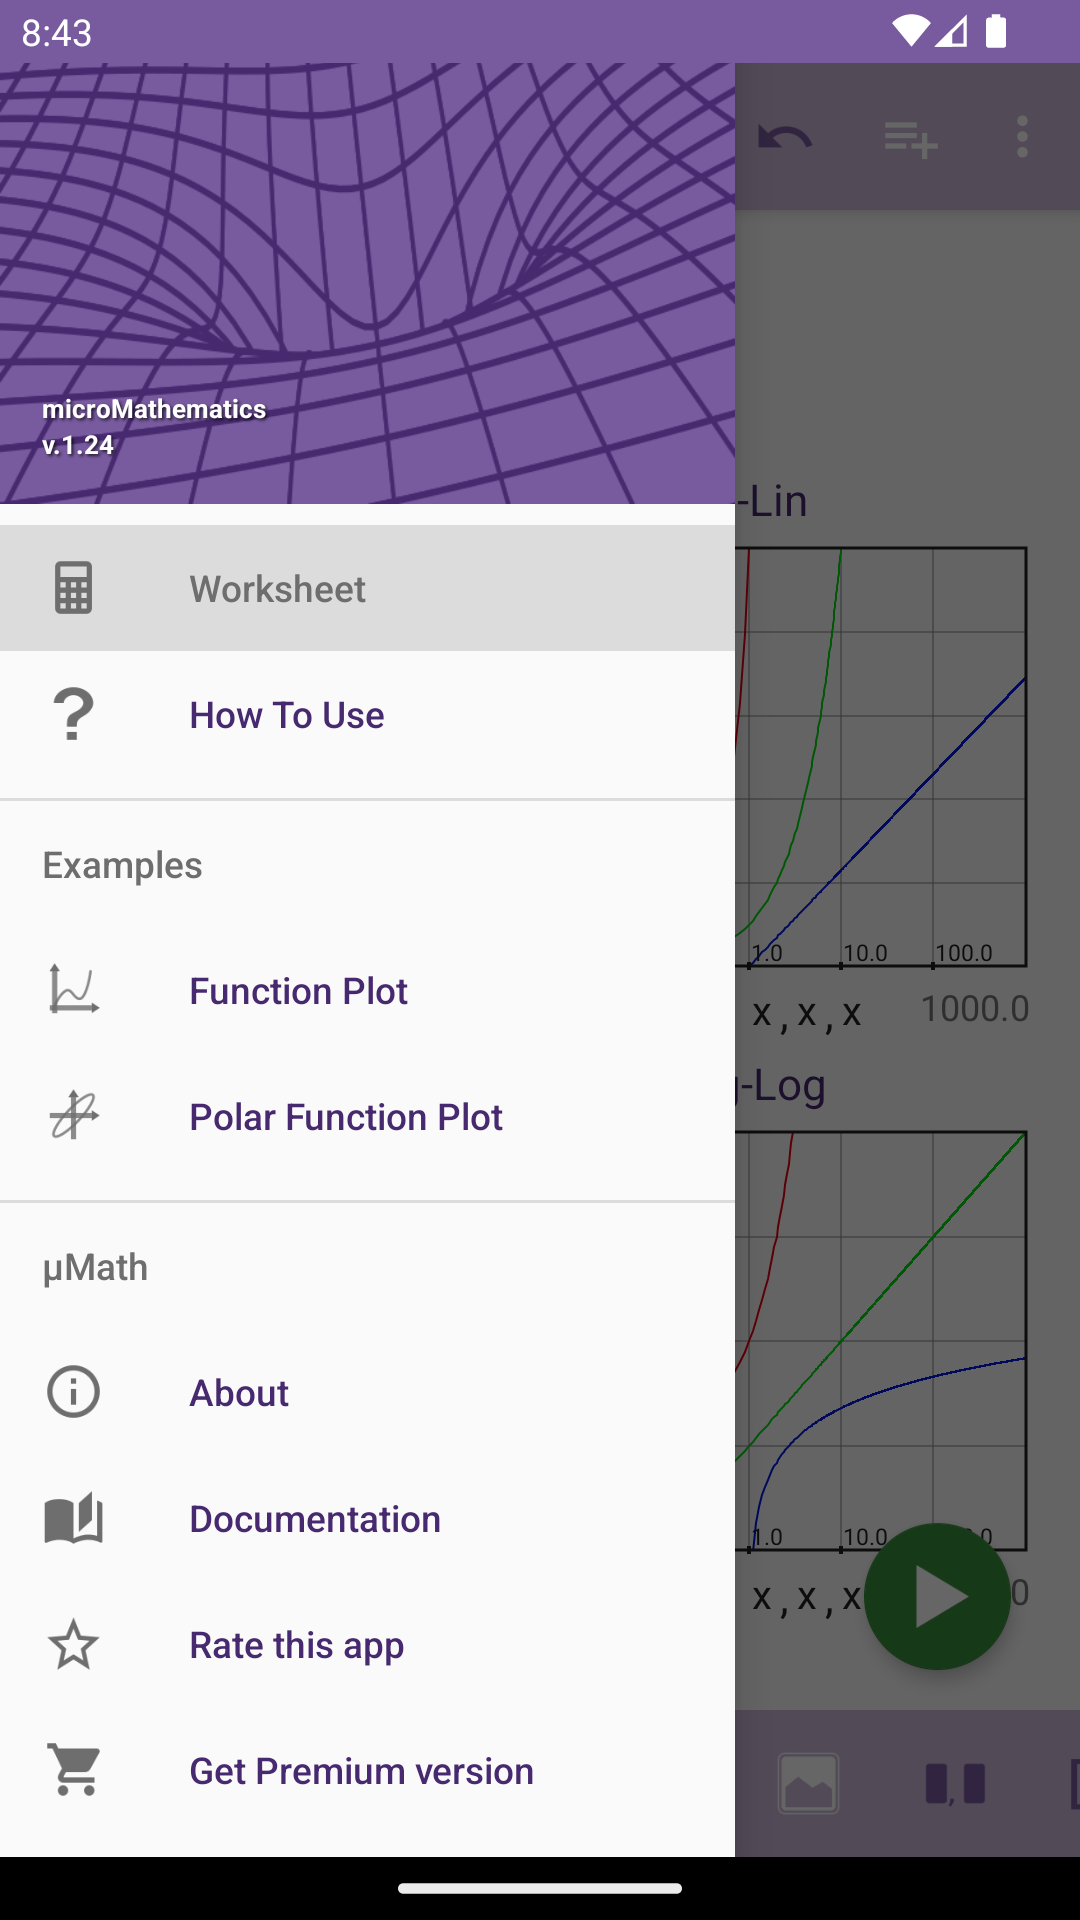 8:43
microMathematics
v.1.24
Worksheet
How To Use
Examples
Function Plot
Polar Function Plot
µMath
About
Documentation
Rate this app
Get Premium version
-Lin
1.0 10.0 100.0
x , x , x 1000.0
-Log
1.0 10.0
x , x , x